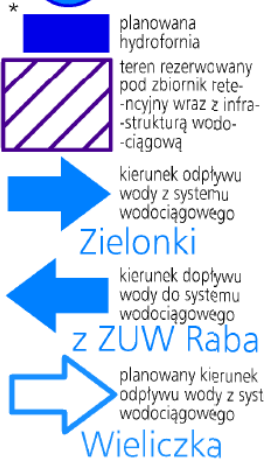 *
planowana
hydrofornia
teren rezerwowany
pod zbiornik rete-
-ncyjny wraz z infra-
-strukturą wodo-
-ciągową
kierunek odpływu
wody z systemu
wodociągowego
Zielonki
kierunek dopływu
wody do systemu
wodociągowego
z ZUW Raba
planowany kierunek
odpływu wody z syst
wodociągowego
Wieliczka